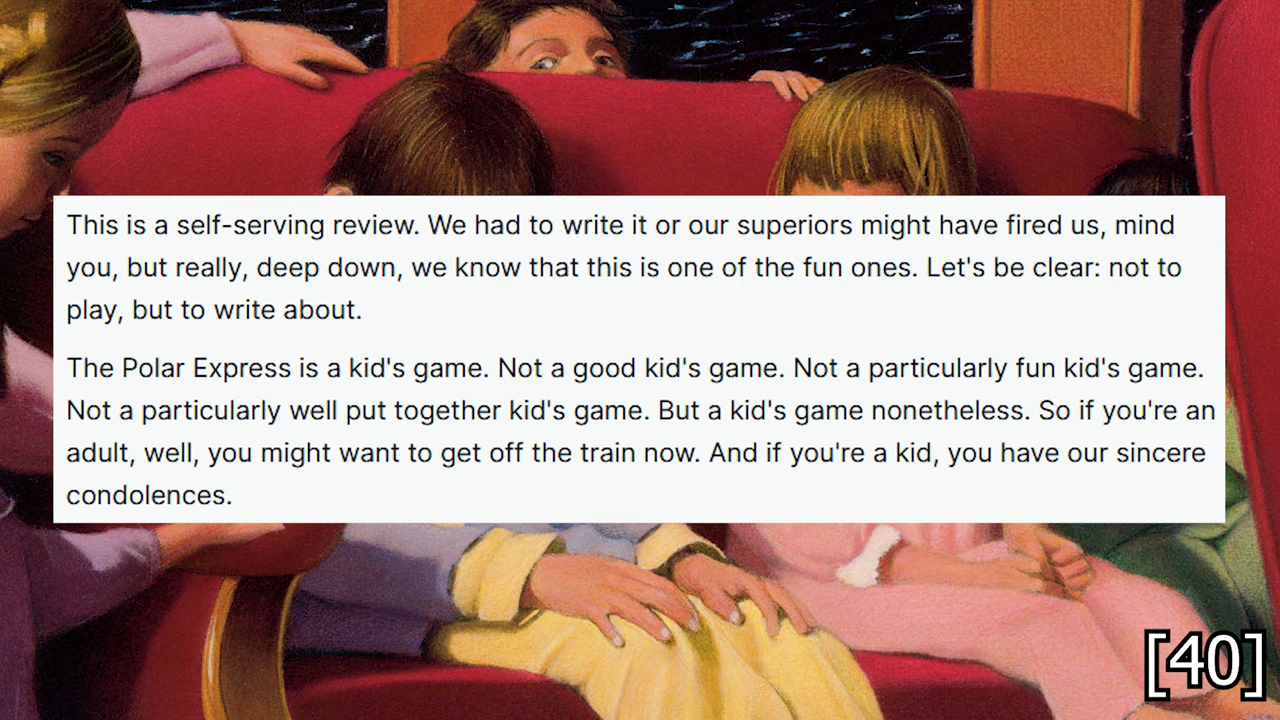 This is a self-serving review. We had to write it or our superiors might have fired us, mind
you, but really, deep down, we know that this is one of the fun ones. Let's be clear: not to
play, but to write about.
The Polar Express is a kid's game. Not a good kid's game. Not a particularly fun kid's game.
Not a particularly well put together kid's game. But a kid's game nonetheless. So if you're an
adult, well, you might want to get off the train now. And if you're a kid, you have our sincere
condolences.
[40]